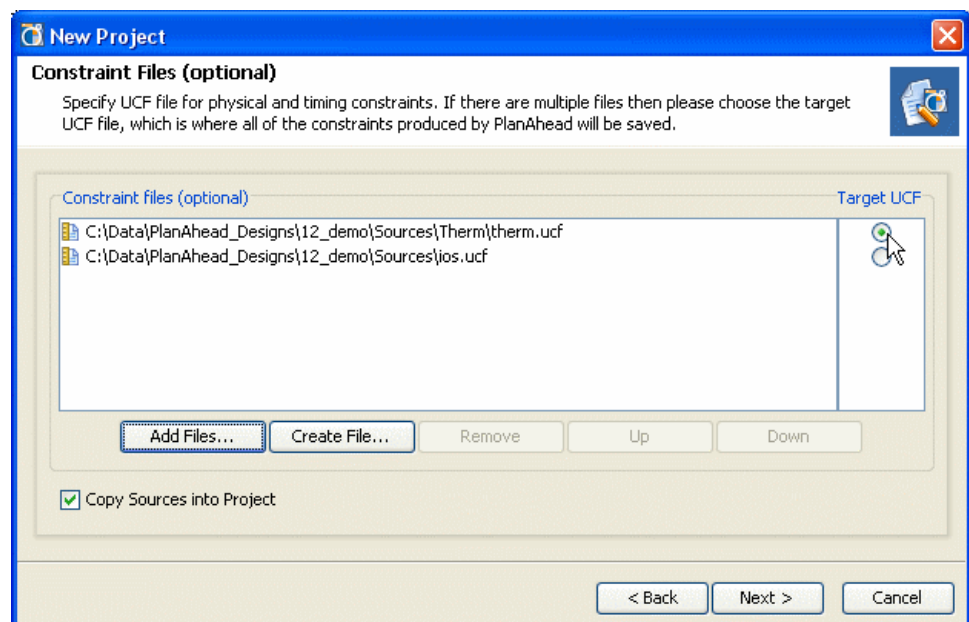 New Project
Constraint Files (optional)
Specify UCF file for physical and timing constraints. If there are multiple files then please choose the target
UCF file, which is where all of the constraints produced by PlanAhead will be saved.
Constraint files (optional) Target UCF
C:\Data\PlanAhead_Designs\12_demo\Sources\Therm\therm.ucf
C:\Data\PlanAhead_Designs\12_demo\Sources\ios.ucf
Add Files... Create File... Remove Up Down
Copy Sources into Project
< Back Next > Cancel